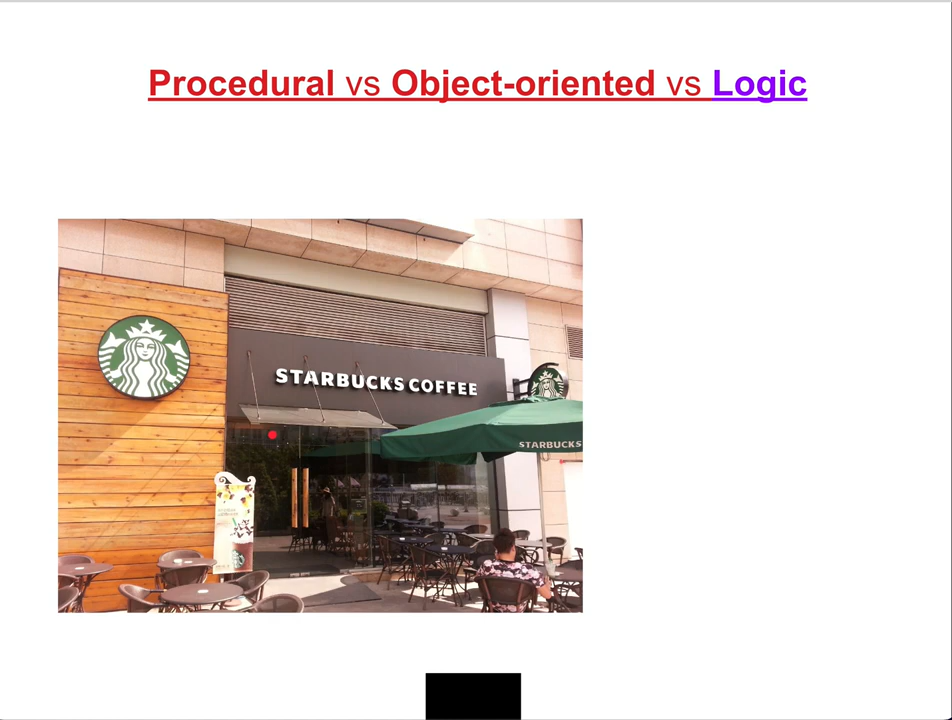 Procedural vs Object-oriented vs Logic
STARBUCKS COFFEE
STARBUCKS